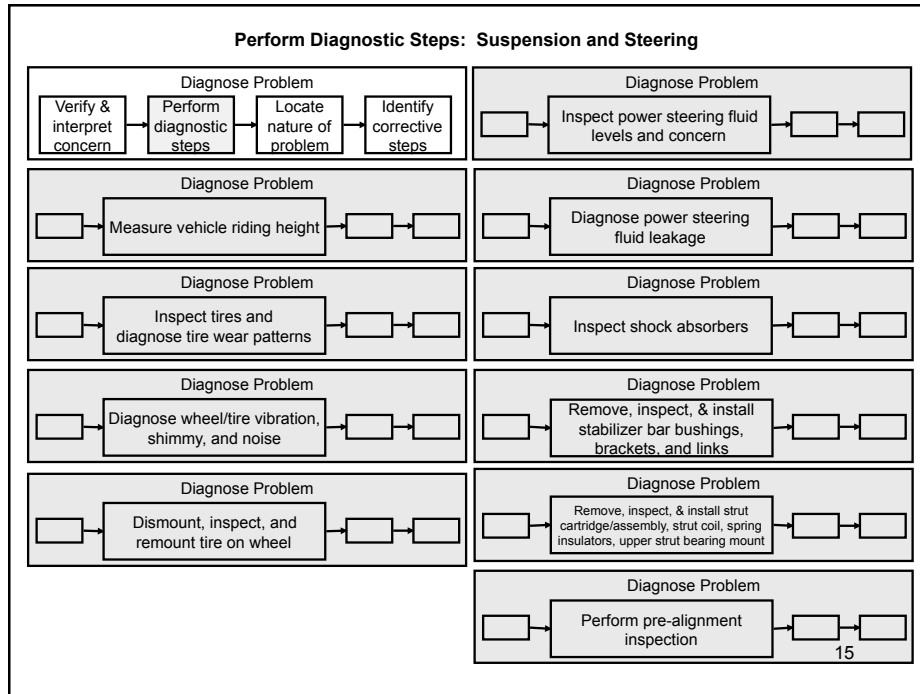 Perform Diagnostic Steps:  Suspension and Steering
Diagnose Problem
Verify &
interpret
concern
Perform
diagnostic
steps
Locate
nature of
problem
Identify
corrective
steps
Diagnose Problem
Measure vehicle riding height
Diagnose Problem
Inspect tires and
diagnose tire wear patterns
Diagnose Problem
Diagnose wheel/tire vibration,
shimmy, and noise
Diagnose Problem
Dismount, inspect, and
remount tire on wheel
Diagnose Problem
Inspect power steering fluid
levels and concern
Diagnose Problem
Diagnose power steering
fluid leakage
Diagnose Problem
Inspect shock absorbers
Diagnose Problem
Remove, inspect, & install
stabilizer bar bushings,
brackets, and links
Diagnose Problem
Remove, inspect, & install strut
cartridge/assembly, strut coil, spring
insulators, upper strut bearing mount
Diagnose Problem
Perform pre-alignment
inspection
15